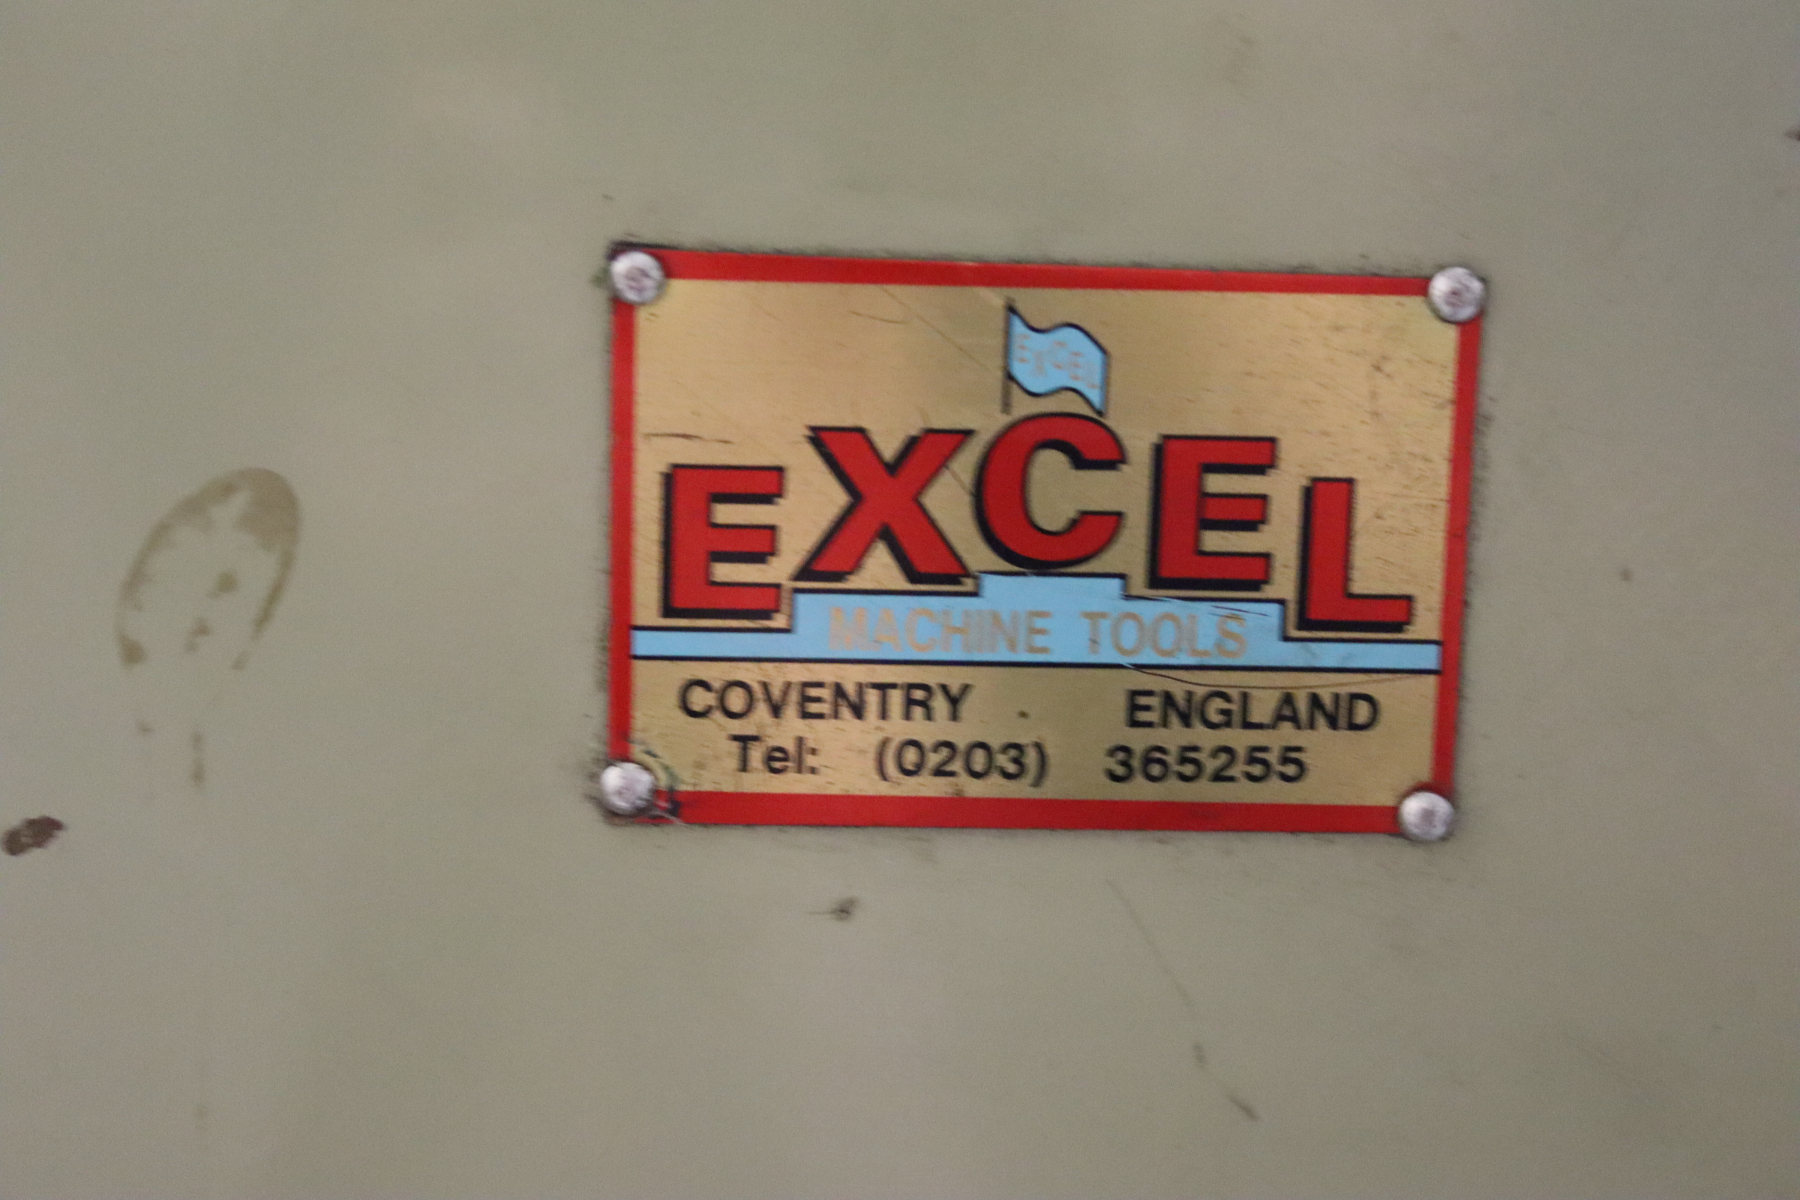 EXCEL
EXCEL
MACHINE TOOLS
COVENTRY ENGLAND
Tel: (0203) 365255